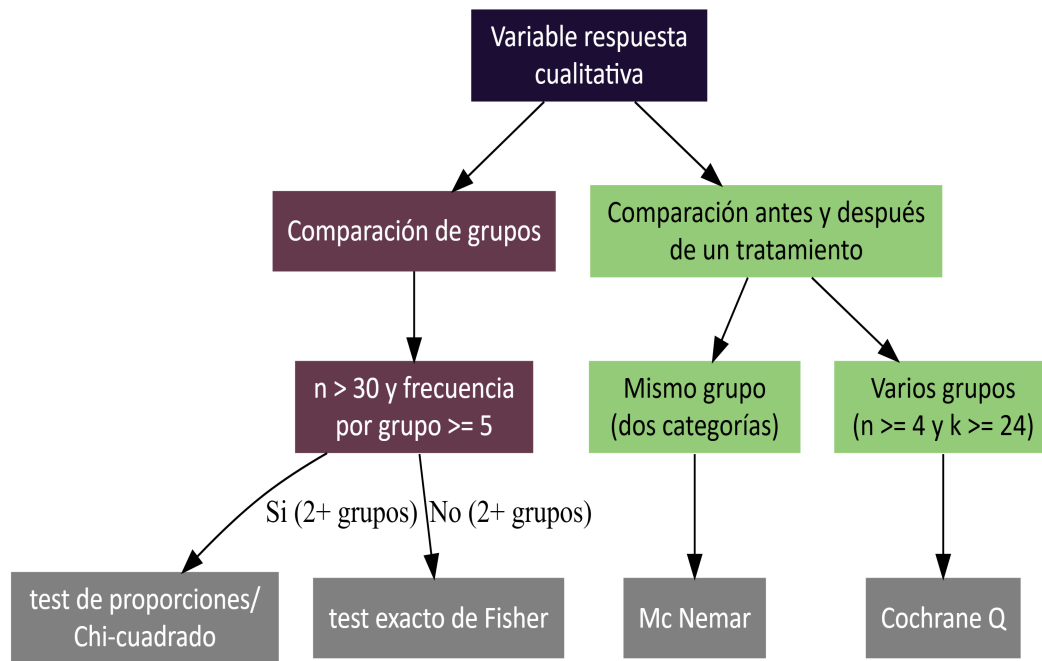 Variable respuesta
cualitativa
Comparación de grupos
Comparación antes y después
de un tratamiento
n > 30 y frecuencia
por grupo >= 5
Mismo grupo
(dos categorías)
Varios grupos
(n >= 4 y k >= 24)
Si (2+ grupos)
No (2+ grupos)
test de proporciones/
Chi-cuadrado
test exacto de Fisher
Mc Nemar
Cochrane Q